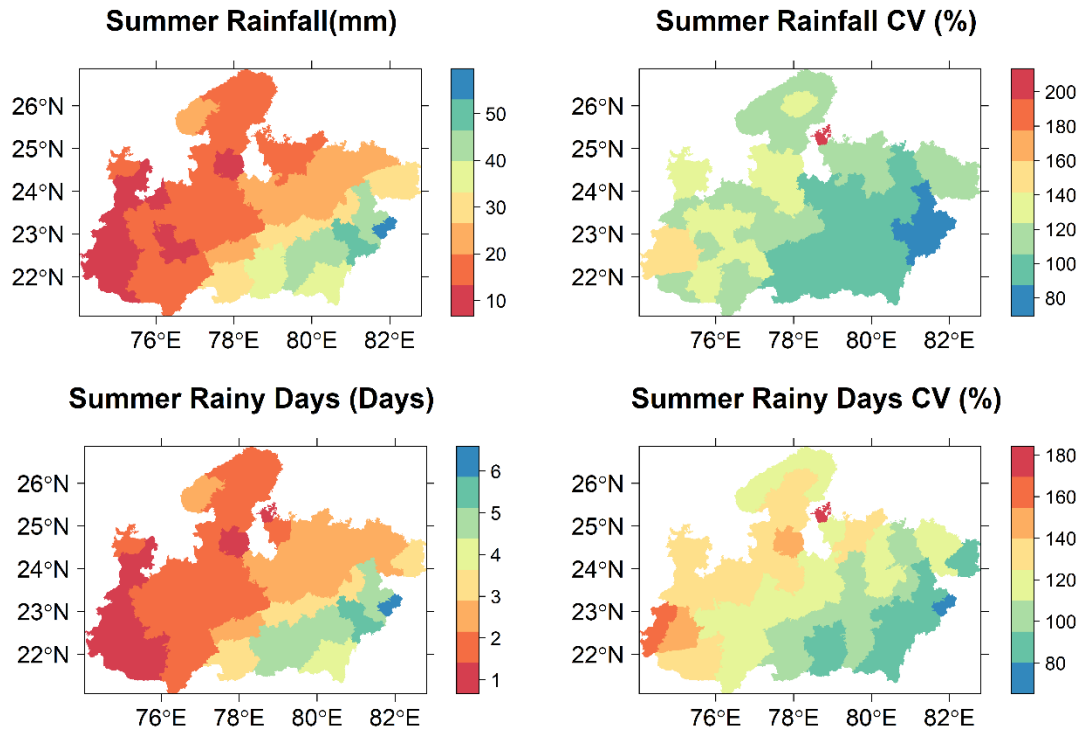 Summer Rainfall(mm)
26°N
25°N
24°N
23°N
22°N
76°E 78°E 80°E 82°E
50
40
30
20
10
Summer Rainfall CV (%)
26°N
25°N
24°N
23°N
22°N
76°E 78°E 80°E 82°E
200
180
160
140
120
100
80
Summer Rainy Days (Days)
26°N
25°N
24°N
23°N
22°N
76°E 78°E 80°E 82°E
6
5
4
3
2
1
Summer Rainy Days CV (%)
26°N
25°N
24°N
23°N
22°N
76°E 78°E 80°E 82°E
180
160
140
120
100
80